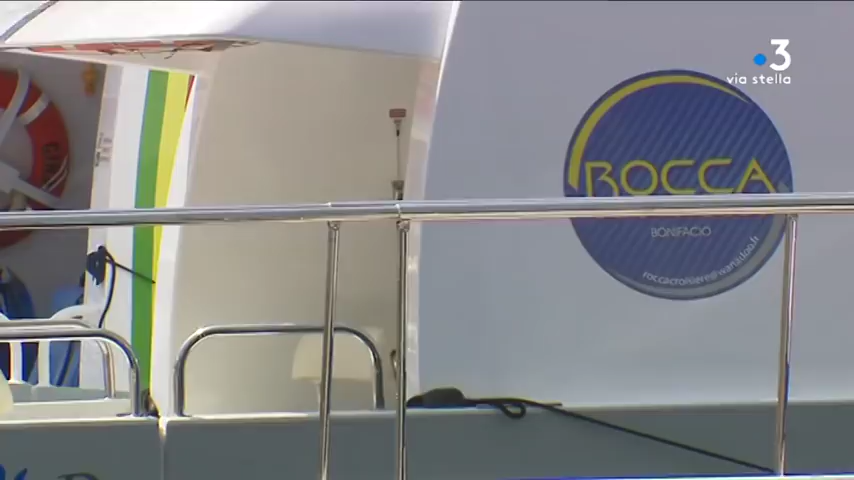 3
via stella
ROCCA
BONIFACIO
roccacroisiere@wanadoo.fr